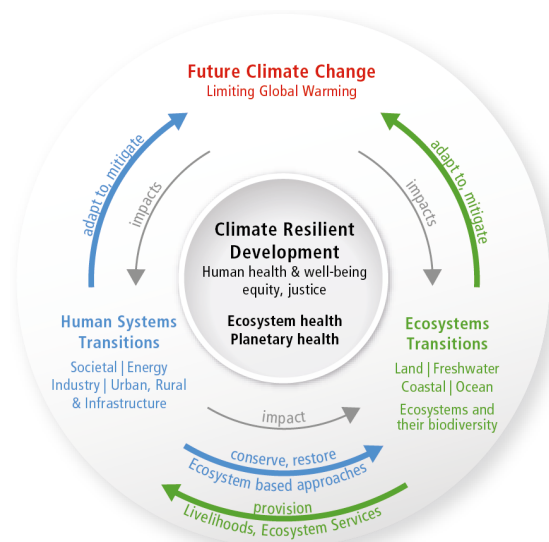 Future Climate Change
Limiting Global Warming
adapt to, mitigate
impacts
impacts
adapt to, mitigate
Climate Resilient
Development
Human health & well-being
equity, justice
Ecosystem health
Planetary health
Human Systems
Transitions
Societal | Energy
Industry | Urban, Rural
& Infrastructure
Ecosystems
Transitions
Land | Freshwater
Coastal | Ocean
Ecosystems and
their biodiversity
impact
conserve, restore
Ecosystem based approaches
provision
Livelihoods, Ecosystem Services